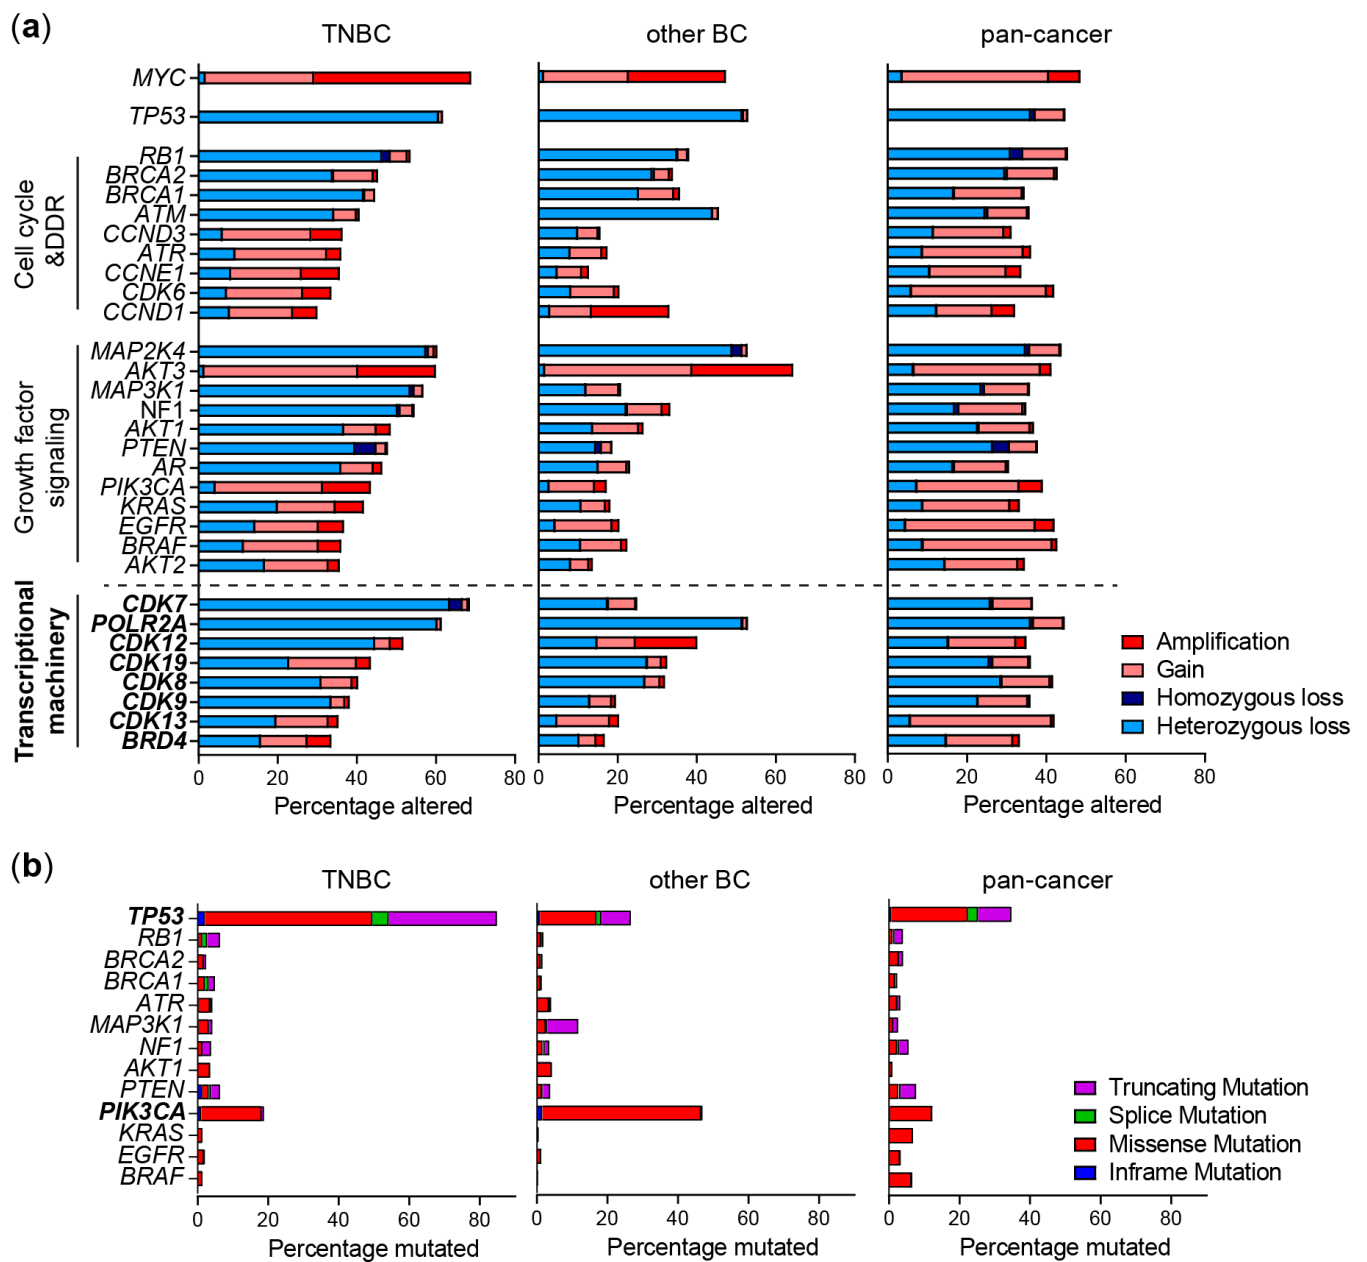 (a)
TNBC
other BC
pan-cancer
MYC
TP53
Cell cycle
&DDR
RB1
BRCA2
BRCA1
ATM
CCND3
ATR
CCNE1
CDK6
CCND1
Growth factor
signaling
MAP2K4
AKT3
MAP3K1
NF1
AKT1
PTEN
AR
PIK3CA
KRAS
EGFR
BRAF
AKT2
Transcriptional
machinery
CDK7
POLR2A
CDK12
CDK19
CDK8
CDK9
CDK13
BRD4
Amplification
Gain
Homozygous loss
Heterozygous loss
0 20 40 60 80
0 20 40 60 80
0 20 40 60 80
Percentage altered
Percentage altered
Percentage altered
(b)
TNBC
other BC
pan-cancer
TP53
RB1
BRCA2
BRCA1
ATR
MAP3K1
NF1
AKT1
PTEN
PIK3CA
KRAS
EGFR
BRAF
Truncating Mutation
Splice Mutation
Missense Mutation
Inframe Mutation
0 20 40 60 80
0 20 40 60 80
0 20 40 60 80
Percentage mutated
Percentage mutated
Percentage mutated